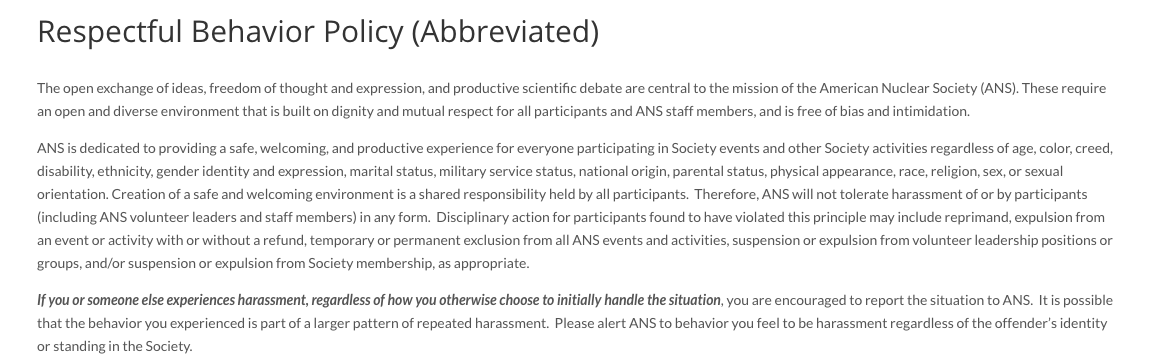 Respectful Behavior Policy (Abbreviated)
The open exchange of ideas, freedom of thought and expression, and productive scientific debate are central to the mission of the American Nuclear Society (ANS). These require
an open and diverse environment that is built on dignity and mutual respect for all participants and ANS staff members, and is free of bias and intimidation.
ANS is dedicated to providing a safe, welcoming, and productive experience for everyone participating in Society events and other Society activities regardless of age, color, creed,
disability, ethnicity, gender identity and expression, marital status, military service status, national origin, parental status, physical appearance, race, religion, sex, or sexual
orientation. Creation of a safe and welcoming environment is a shared responsibility held by all participants.  Therefore, ANS will not tolerate harassment of or by participants
(including ANS volunteer leaders and staff members) in any form.  Disciplinary action for participants found to have violated this principle may include reprimand, expulsion from
an event or activity with or without a refund, temporary or permanent exclusion from all ANS events and activities, suspension or expulsion from volunteer leadership positions or
groups, and/or suspension or expulsion from Society membership, as appropriate.
If you or someone else experiences harassment, regardless of how you otherwise choose to initially handle the situation, you are encouraged to report the situation to ANS.  It is possible
that the behavior you experienced is part of a larger pattern of repeated harassment.  Please alert ANS to behavior you feel to be harassment regardless of the offender's identity
or standing in the Society.